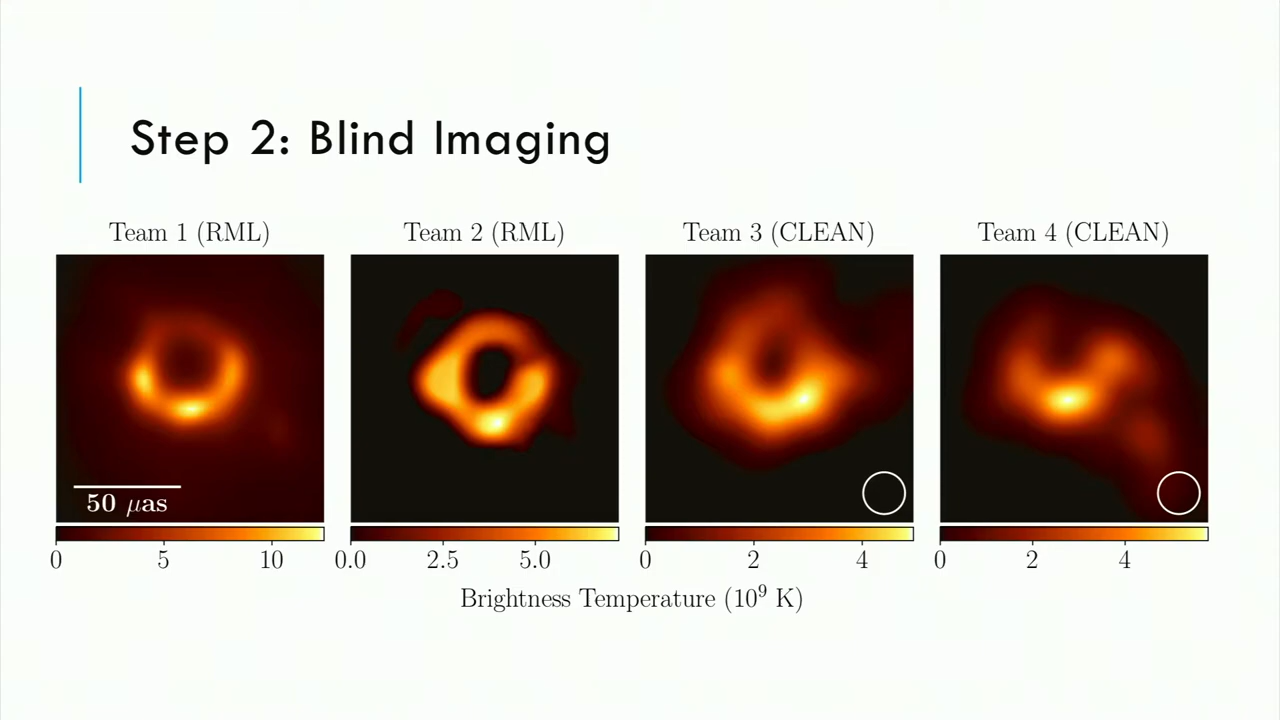 Step 2: Blind Imaging
Team 1 (RML)
Team 2 (RML)
Team 3 (CLEAN)
Team 4 (CLEAN)
50 μas
0 5 10
0.0 2.5 5.0
0 2 4
0 2 4
Brightness Temperature (10⁹ K)